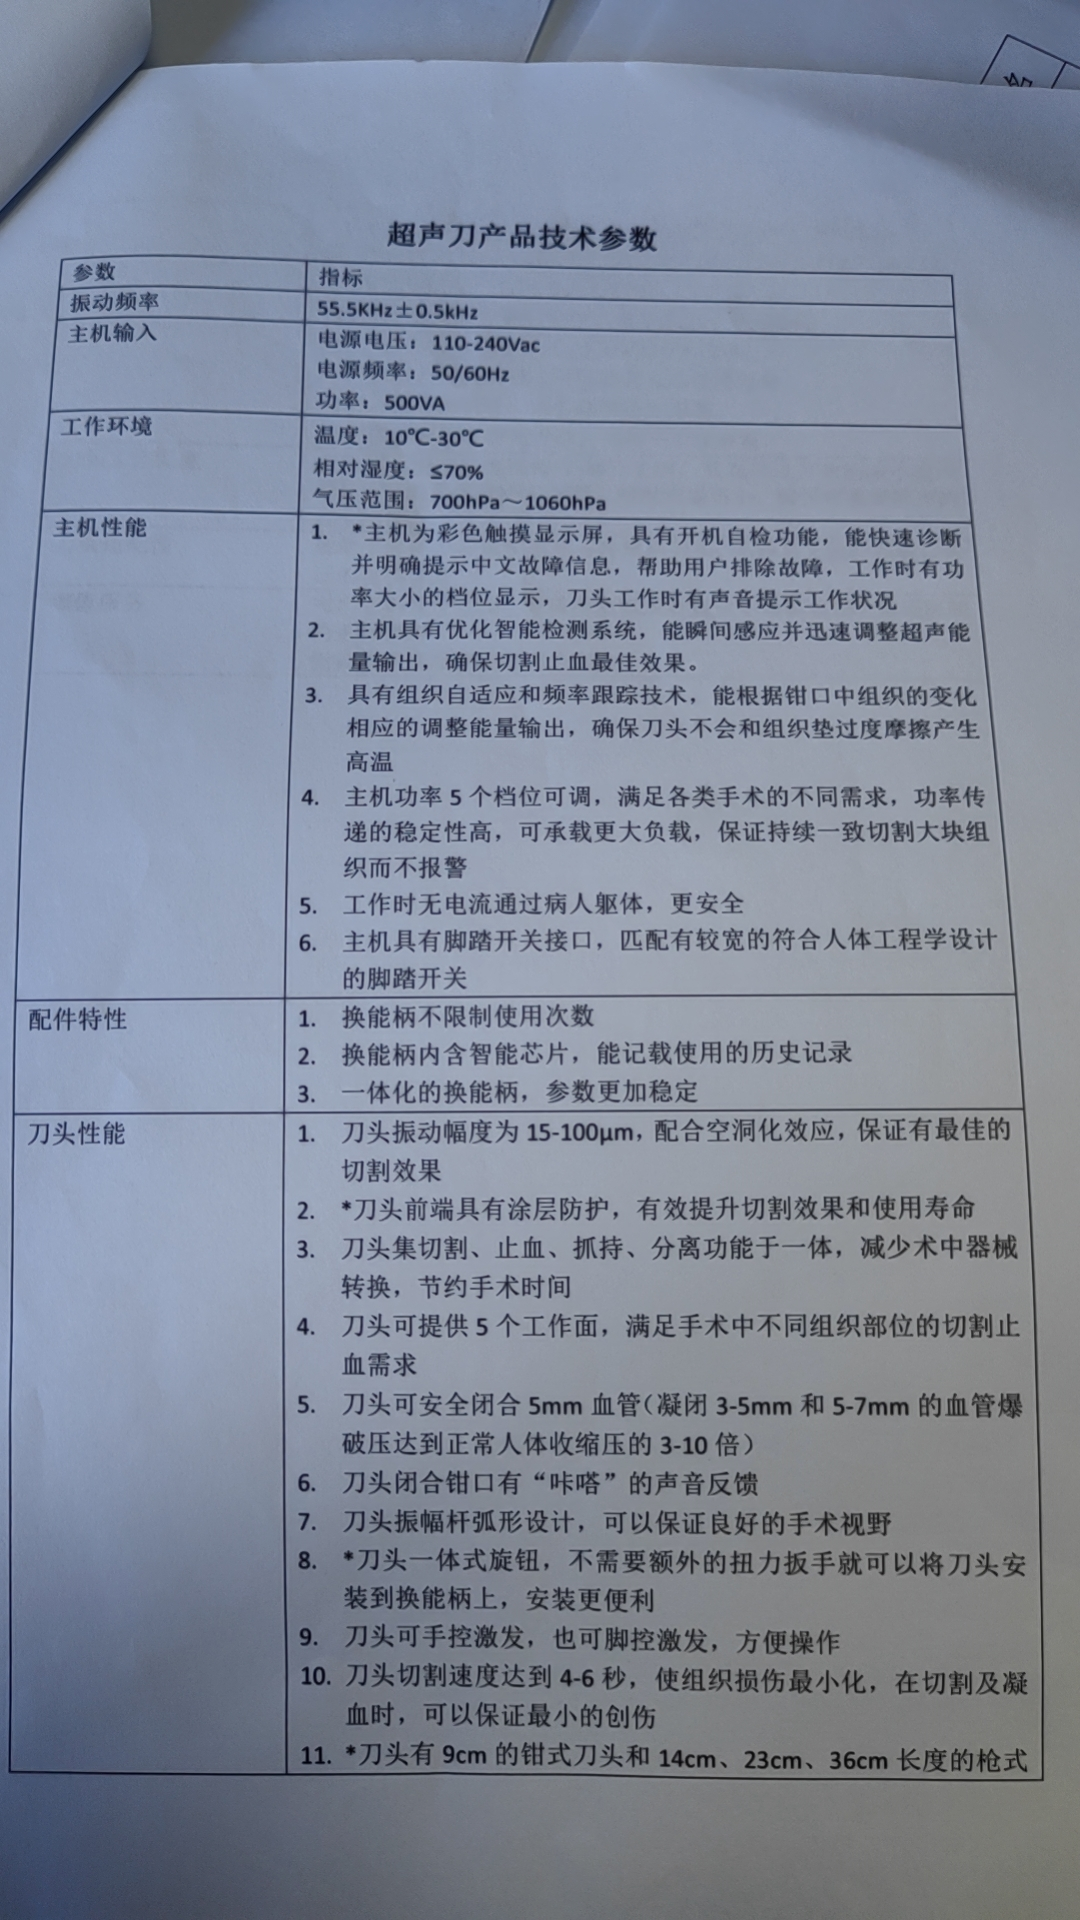 超声刀产品技术参数
参数
指标
振动频率
55.5KHz±0.5kHz
主机输入
电源电压：110-240Vac
电源频率：50/60Hz
功率：500VA
工作环境
温度：10℃-30℃
相对湿度：≤70%
气压范围：700hPa～1060hPa
主机性能
1. *主机为彩色触摸显示屏，具有开机自检功能，能快速诊断
并明确提示中文故障信息，帮助用户排除故障，工作时有功
率大小的档位显示，刀头工作时有声音提示工作状况
2. 主机具有优化智能检测系统，能瞬间感应并迅速调整超声能
量输出，确保切割止血最佳效果。
3. 具有组织自适应和频率跟踪技术，能根据钳口中组织的变化
相应的调整能量输出，确保刀头不会和组织垫过度摩擦产生
高温
4. 主机功率 5 个档位可调，满足各类手术的不同需求，功率传
递的稳定性高，可承载更大负载，保证持续一致切割大块组
织而不报警
5. 工作时无电流通过病人躯体，更安全
6. 主机具有脚踏开关接口，匹配有较宽的符合人体工程学设计
的脚踏开关
配件特性
1. 换能柄不限制使用次数
2. 换能柄内含智能芯片，能记载使用的历史记录
3. 一体化的换能柄，参数更加稳定
刀头性能
1. 刀头振动幅度为 15-100μm，配合空洞化效应，保证有最佳的
切割效果
2. *刀头前端具有涂层防护，有效提升切割效果和使用寿命
3. 刀头集切割、止血、抓持、分离功能于一体，减少术中器械
转换，节约手术时间
4. 刀头可提供 5 个工作面，满足手术中不同组织部位的切割止
血需求
5. 刀头可安全闭合 5mm 血管（凝闭 3-5mm 和 5-7mm 的血管爆
破压达到正常人体收缩压的 3-10 倍）
6. 刀头闭合钳口有“咔嗒”的声音反馈
7. 刀头振幅杆弧形设计，可以保证良好的手术视野
8. *刀头一体式旋钮，不需要额外的扭力扳手就可以将刀头安
装到换能柄上，安装更便利
9. 刀头可手控激发，也可脚控激发，方便操作
10. 刀头切割速度达到 4-6 秒，使组织损伤最小化，在切割及凝
血时，可以保证最小的创伤
11. *刀头有 9cm 的钳式刀头和 14cm、23cm、36cm 长度的枪式